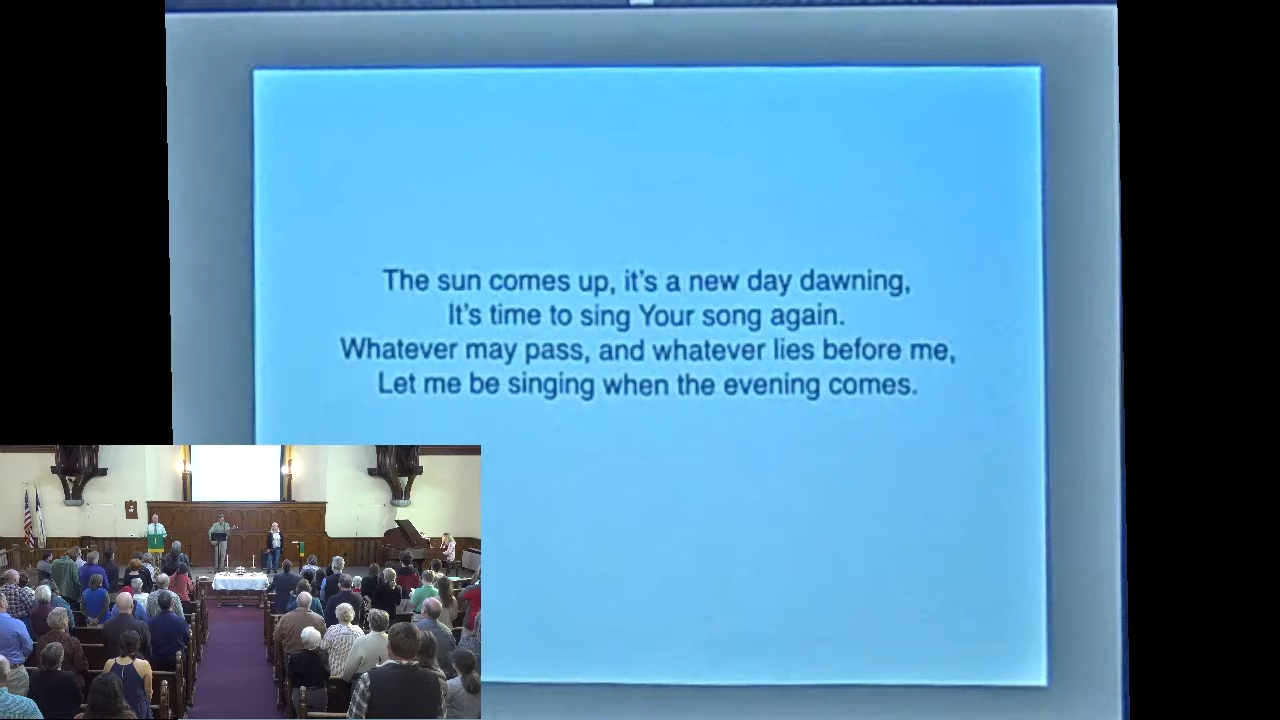 The sun comes up, it's a new day dawning,
It's time to sing Your song again.
Whatever may pass, and whatever lies before me,
Let me be singing when the evening comes.